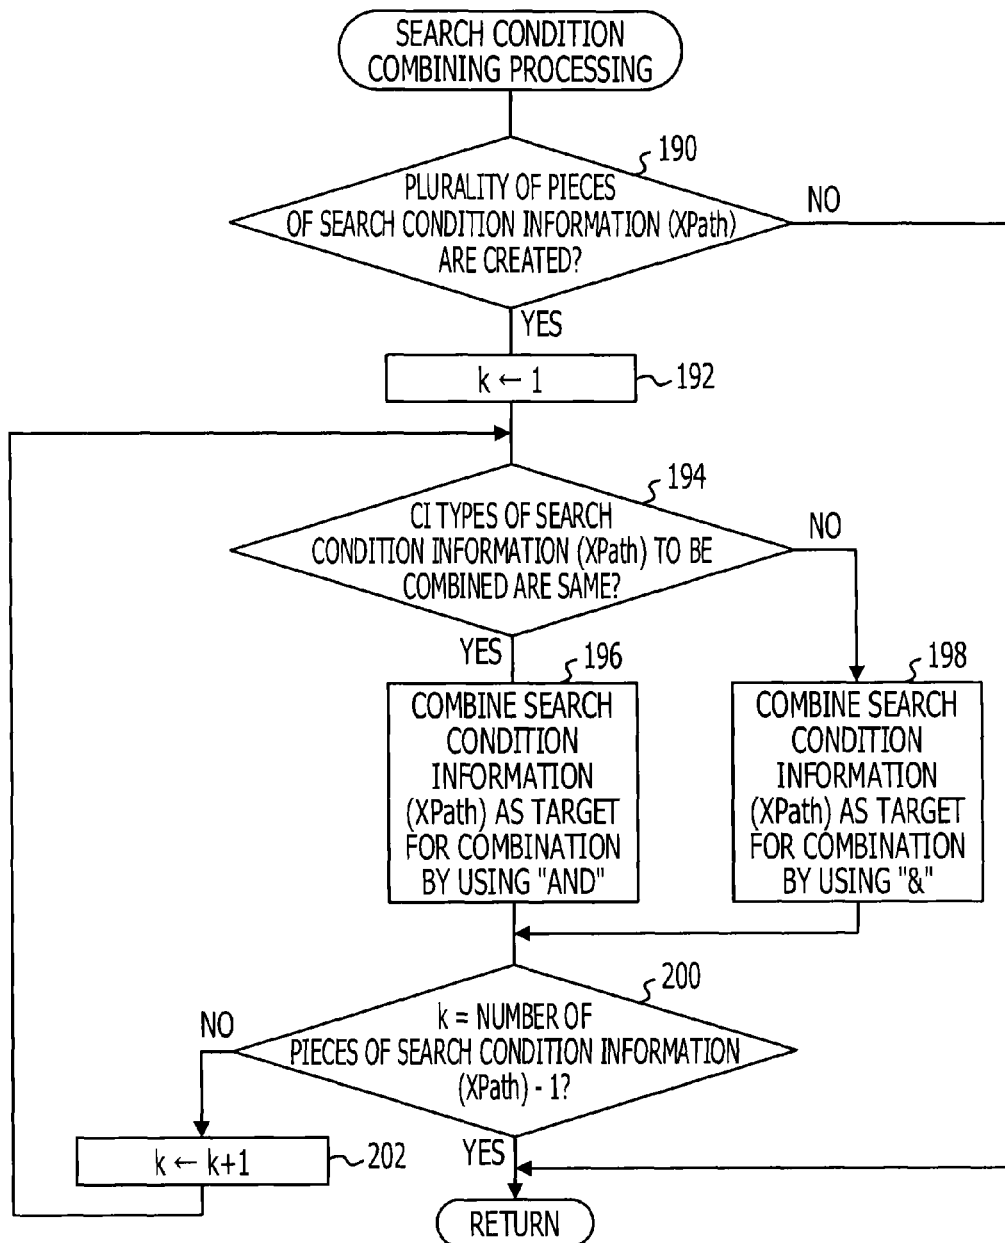 SEARCH CONDITION
COMBINING PROCESSING
190
PLURALITY OF PIECES
OF SEARCH CONDITION INFORMATION (XPath)
ARE CREATED?
NO
YES
k ← 1
192
194
CI TYPES OF SEARCH
CONDITION INFORMATION (XPath) TO BE
COMBINED ARE SAME?
NO
YES
196
COMBINE SEARCH
CONDITION
INFORMATION
(XPath) AS TARGET
FOR COMBINATION
BY USING "AND"
198
COMBINE SEARCH
CONDITION
INFORMATION
(XPath) AS TARGET
FOR COMBINATION
BY USING "&"
200
k = NUMBER OF
PIECES OF SEARCH CONDITION INFORMATION
(XPath) - 1?
NO
YES
k ← k+1
202
RETURN